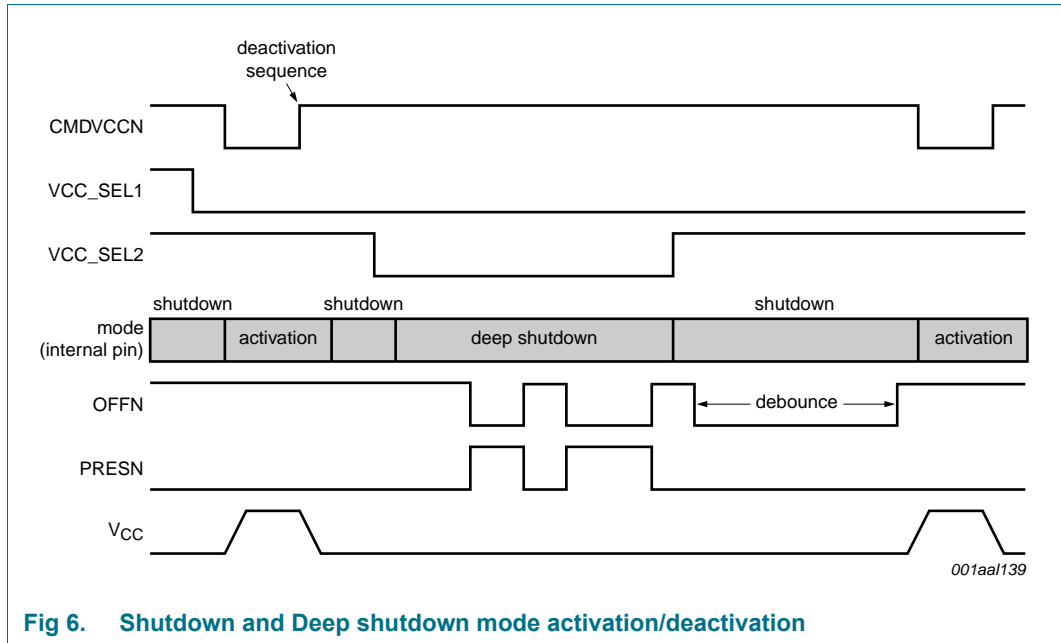 deactivation
sequence
CMDVCCN
VCC_SEL1
VCC_SEL2
shutdown shutdown shutdown
mode
(internal pin)
activation deep shutdown activation
OFFN
debounce
PRESN
VCC
001aal139
Fig 6. Shutdown and Deep shutdown mode activation/deactivation